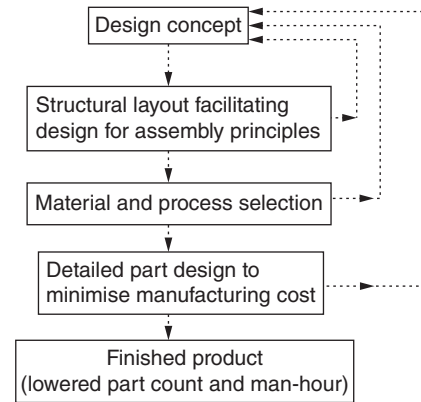 Design concept
Structural layout facilitating
design for assembly principles
Material and process selection
Detailed part design to
minimise manufacturing cost
Finished product
(lowered part count and man-hour)